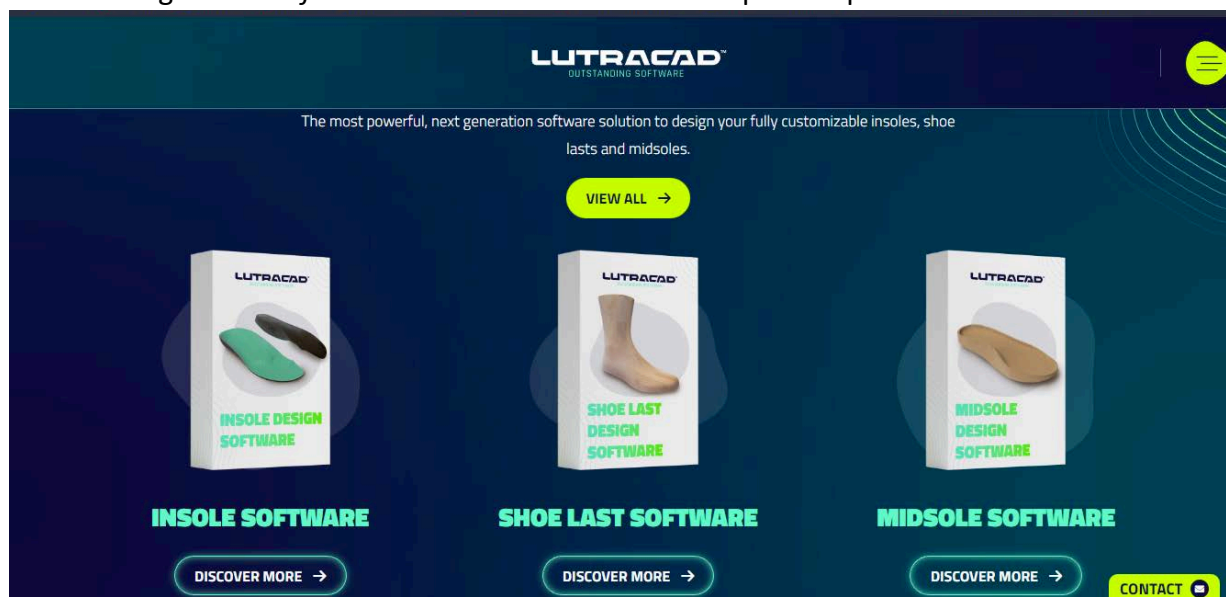 LUTRACAD™
OUTSTANDING SOFTWARE
The most powerful, next generation software solution to design your fully customizable insoles, shoe
lasts and midsoles.
VIEW ALL →
LUTRACAD
INSOLE DESIGN
SOFTWARE
LUTRACAD
SHOE LAST
DESIGN
SOFTWARE
LUTRACAD
MIDSOLE
DESIGN
SOFTWARE
INSOLE SOFTWARE
SHOE LAST SOFTWARE
MIDSOLE SOFTWARE
DISCOVER MORE →
DISCOVER MORE →
DISCOVER MORE →
CONTACT